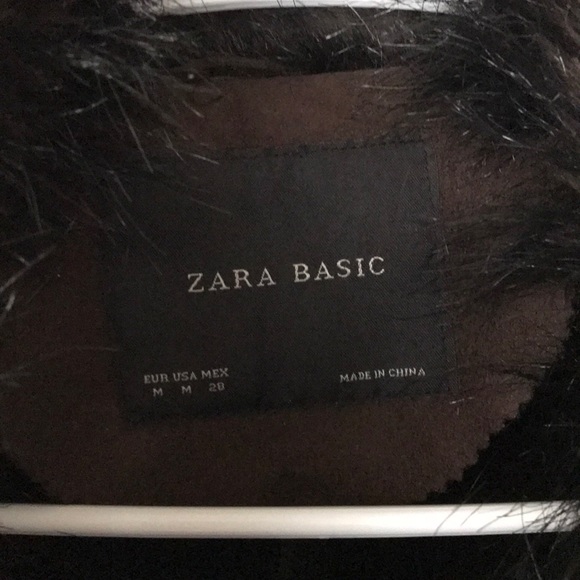 ZARA BASIC
EUR USA MEX
M M 28
MADE IN CHINA